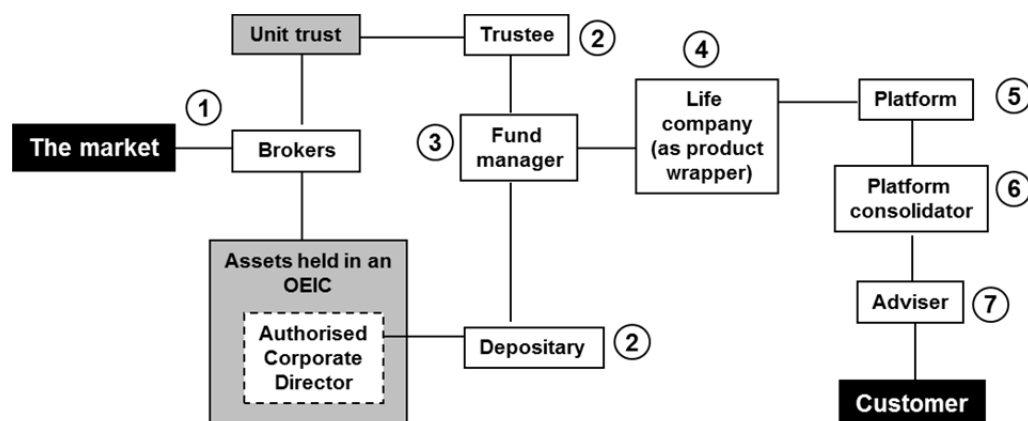 Unit trust
Trustee
2
4
1
Life
company
(as product
wrapper)
Platform
5
The market
Brokers
3
Fund
manager
Platform
consolidator
6
Assets held in an
OEIC
Adviser
7
Authorised
Corporate
Director
Depositary
2
Customer